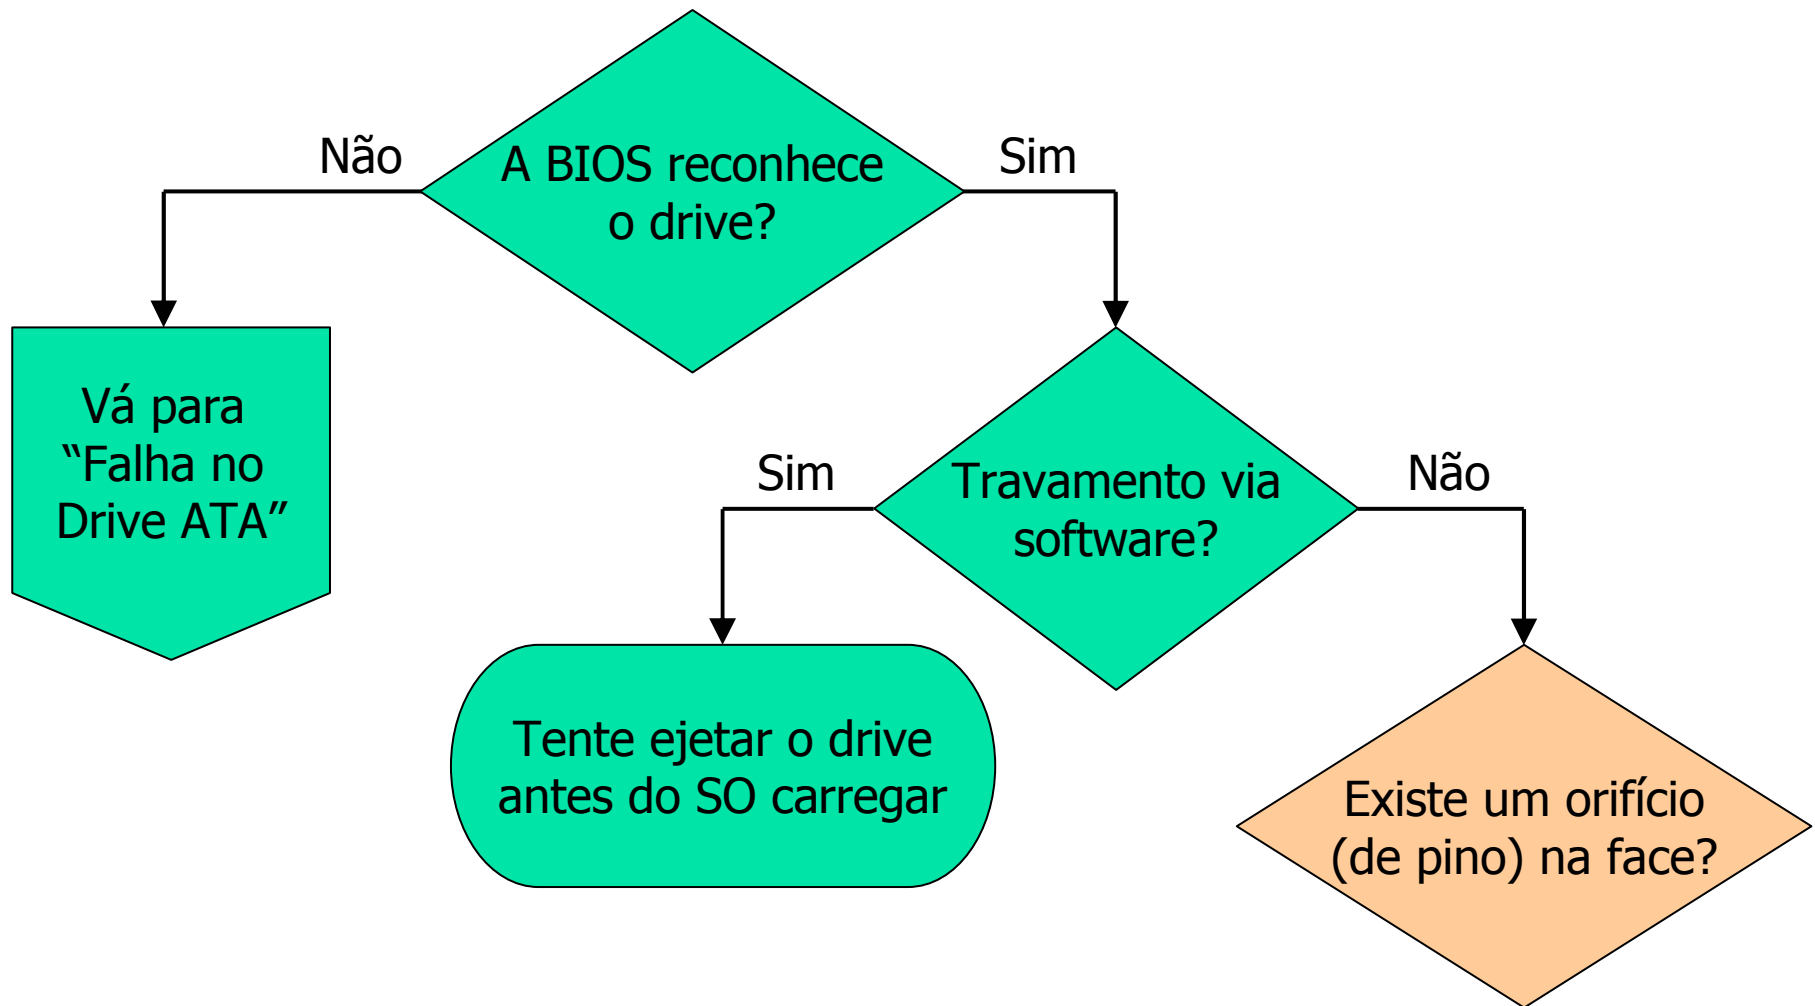 Não
A BIOS reconhece
o drive?
Sim
Vá para
“Falha no
Drive ATA”
Sim
Travamento via
software?
Não
Tente ejetar o drive
antes do SO carregar
Existe um orifício
(de pino) na face?